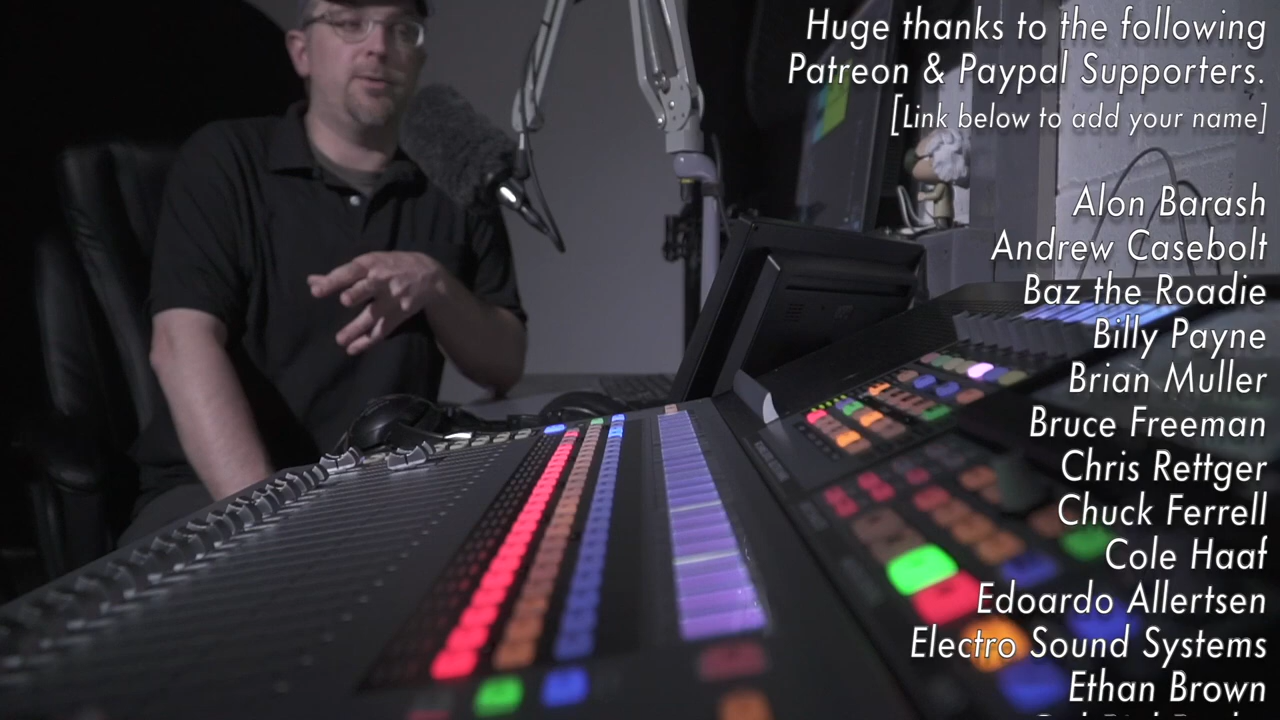 Huge thanks to the following
Patreon & Paypal Supporters.
[Link below to add your name]
Alon Barash
Andrew Casebolt
Baz the Roadie
Billy Payne
Brian Muller
Bruce Freeman
Chris Rettger
Chuck Ferrell
Cole Haaf
Edoardo Allertsen
Electro Sound Systems
Ethan Brown